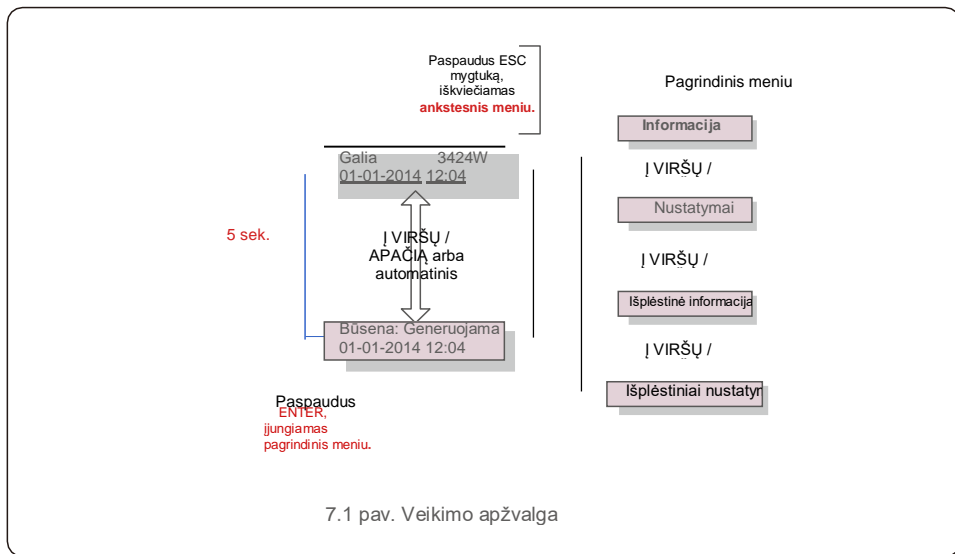 Paspaudus ESC
mygtuką,
iškviečiamas
ankstesnis meniu.
Pagrindinis meniu
Informacija
Į VIRŠŲ /
Nustatymai
Į VIRŠŲ /
Išplėstinė informacija
Į VIRŠŲ /
Išplėstiniai nustatyn
Galia 3424W
01-01-2014 12:04
5 sek.
Į VIRŠŲ /
APAČIĄ arba
automatinis
Būsena: Generuojama
01-01-2014 12:04
Paspaudus
ENTER,
įjungiamas
pagrindinis meniu.
7.1 pav. Veikimo apžvalga